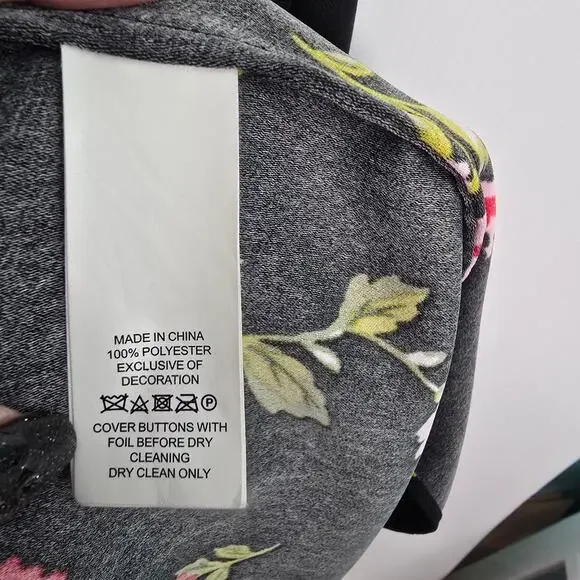 MADE IN CHINA
100% POLYESTER
EXCLUSIVE OF
DECORATION
P
COVER BUTTONS WITH
FOIL BEFORE DRY
CLEANING
DRY CLEAN ONLY